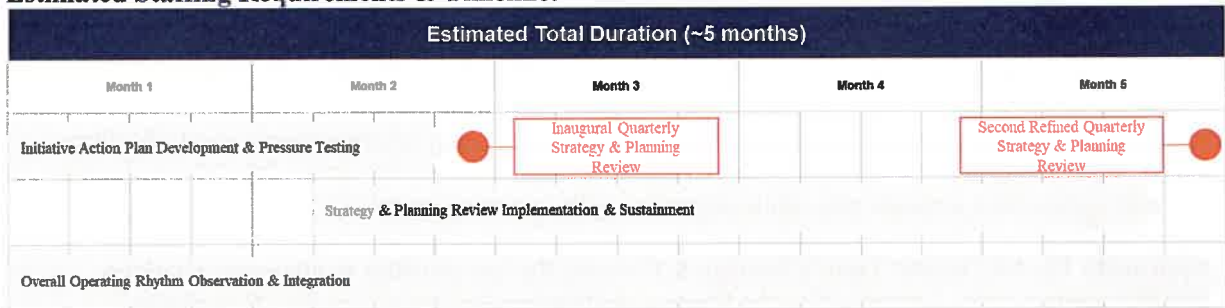 Estimated Total Duration (~5 months)
Month 1
Month 2
Month 3
Month 4
Month 5
Initiative Action Plan Development & Pressure Testing
Inaugural Quarterly
Strategy & Planning
Review
Second Refined Quarterly
Strategy & Planning
Review
Strategy & Planning Review Implementation & Sustainment
Overall Operating Rhythm Observation & Integration